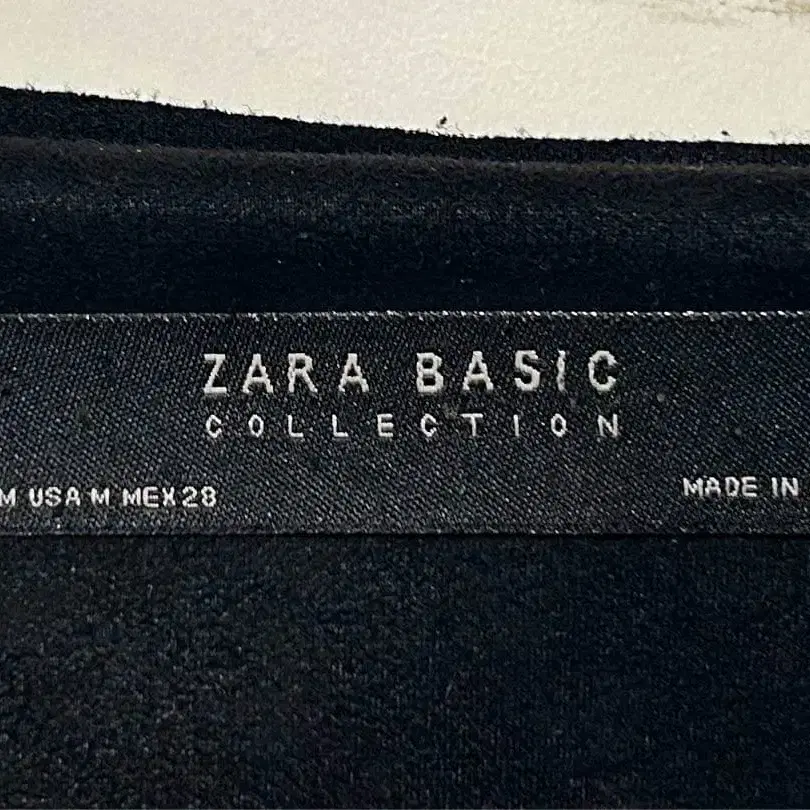 ZARA BASIC
COLLECTION
M USA M MEX 28
MADE IN